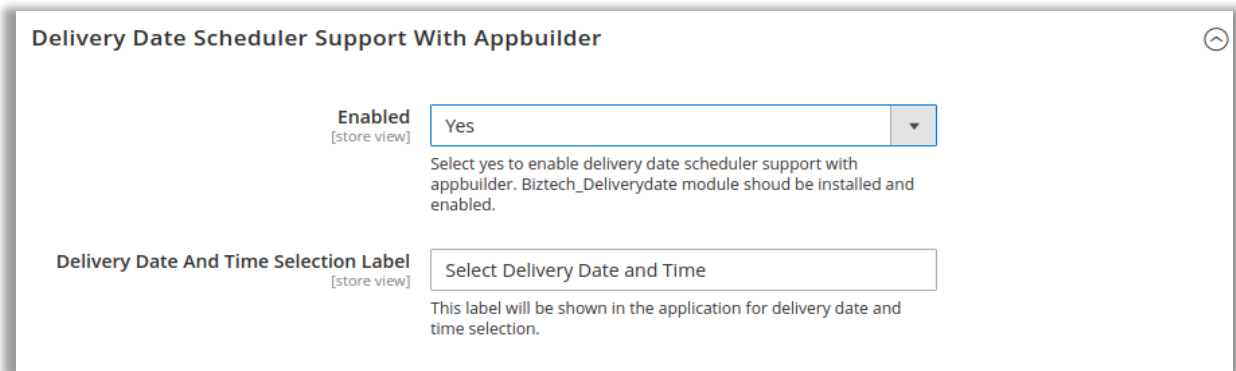 Delivery Date Scheduler Support With Appbuilder
Enabled
[store view]
Yes
Select yes to enable delivery date scheduler support with
appbuilder. Biztech_Deliverydate module shoud be installed and
enabled.
Delivery Date And Time Selection Label
[store view]
Select Delivery Date and Time
This label will be shown in the application for delivery date and
time selection.